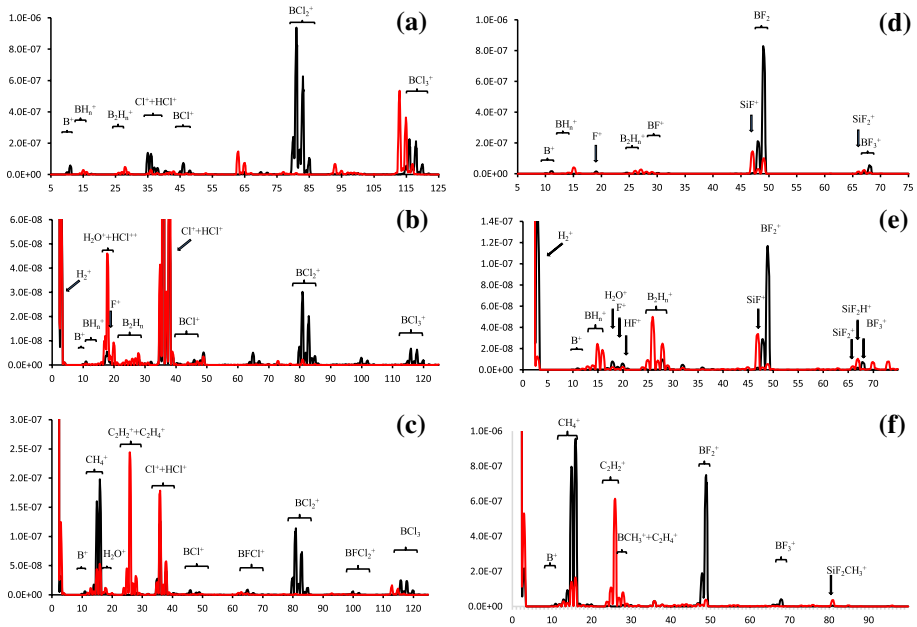 (a)
1.0E-06
8.0E-07
6.0E-07
4.0E-07
2.0E-07
0.0E+00
B⁺
BHₙ⁺
B₂Hₙ⁺
Cl⁺+HCl⁺
BCl⁺
BCl₂⁺
BCl₃⁺
5 15 25 35 45 55 65 75 85 95 105 115 125
(d)
1.0E-06
8.0E-07
6.0E-07
4.0E-07
2.0E-07
0.0E+00
B⁺
BHₙ⁺
F⁺
B₂Hₙ⁺
BF⁺
SiF⁺
BF₂
SiF₂⁺
BF₃⁺
5 10 15 20 25 30 35 40 45 50 55 60 65 70 75
(b)
6.0E-08
5.0E-08
4.0E-08
3.0E-08
2.0E-08
1.0E-08
0.0E+00
H₂⁺
B⁺
BHₙ⁺
H₂O⁺+HCl⁺⁺
F⁺
B₂Hₙ
Cl⁺+HCl⁺
BCl⁺
BCl₂⁺
BCl₃⁺
0 10 20 30 40 50 60 70 80 90 100 110 120
(e)
1.4E-07
1.2E-07
1.0E-07
8.0E-08
6.0E-08
4.0E-08
2.0E-08
0.0E+00
H₂⁺
B⁺
BHₙ⁺
H₂O⁺
F⁺
HF⁺
B₂Hₙ⁺
SiF⁺
BF₂⁺
SiF₂⁺
SiF₂H⁺
BF₃⁺
0 5 10 15 20 25 30 35 40 45 50 55 60 65 70
(c)
3.0E-07
2.5E-07
2.0E-07
1.5E-07
1.0E-07
5.0E-08
0.0E+00
B⁺
CH₄⁺
H₂O⁺
C₂H₂⁺+C₂H₄⁺
Cl⁺+HCl⁺
BCl⁺
BFCl⁺
BCl₂⁺
BFCl₂⁺
BCl₃
0 10 20 30 40 50 60 70 80 90 100 110 120
(f)
1.0E-06
8.0E-07
6.0E-07
4.0E-07
2.0E-07
0.0E+00
B⁺
CH₄⁺
C₂H₂⁺
BCH₃⁺+C₂H₄⁺
BF₂⁺
BF₃⁺
SiF₂CH₃⁺
0 10 20 30 40 50 60 70 80 90